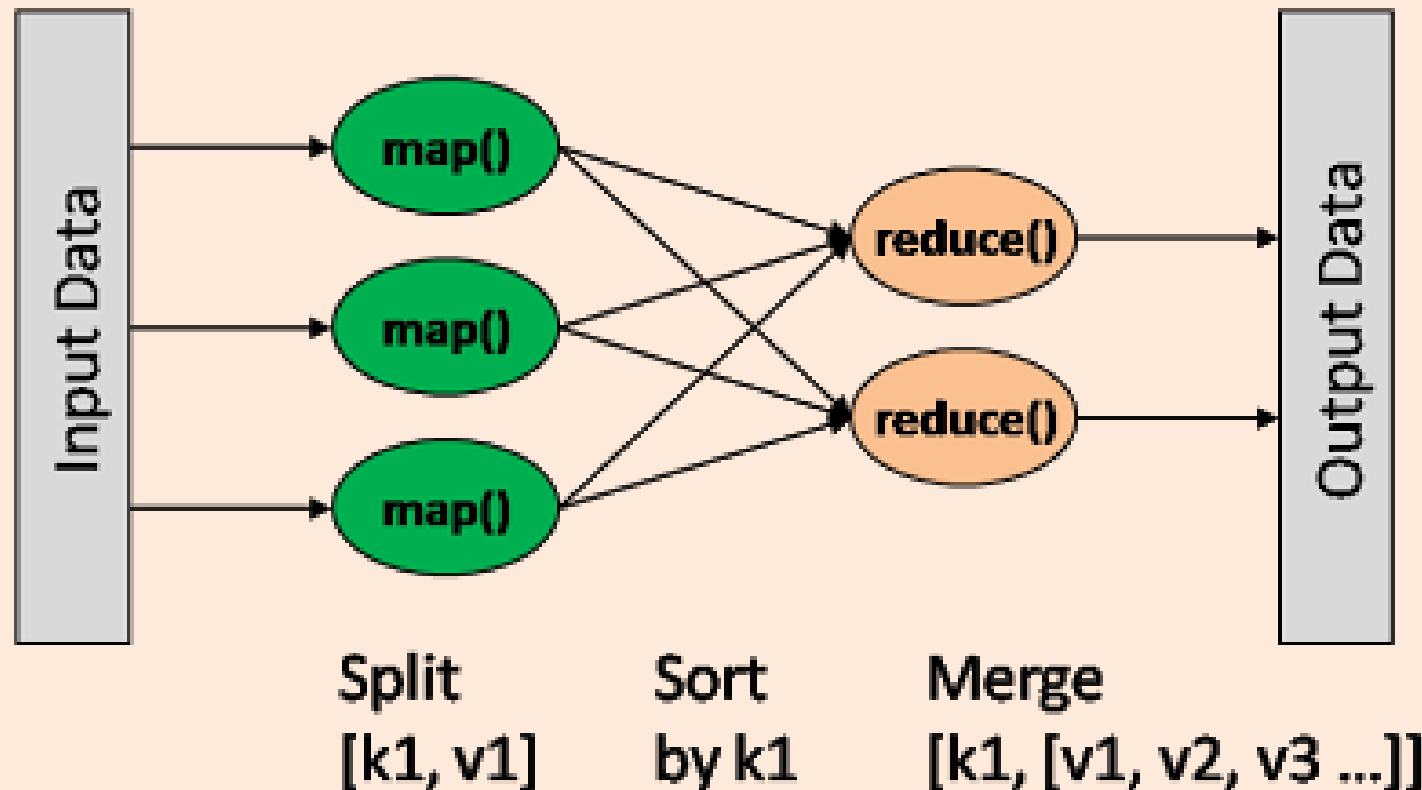 Input Data
map()
map()
map()
reduce()
reduce()
Output Data
Split
[k1, v1]
Sort
by k1
Merge
[k1, [v1, v2, v3 ...]]